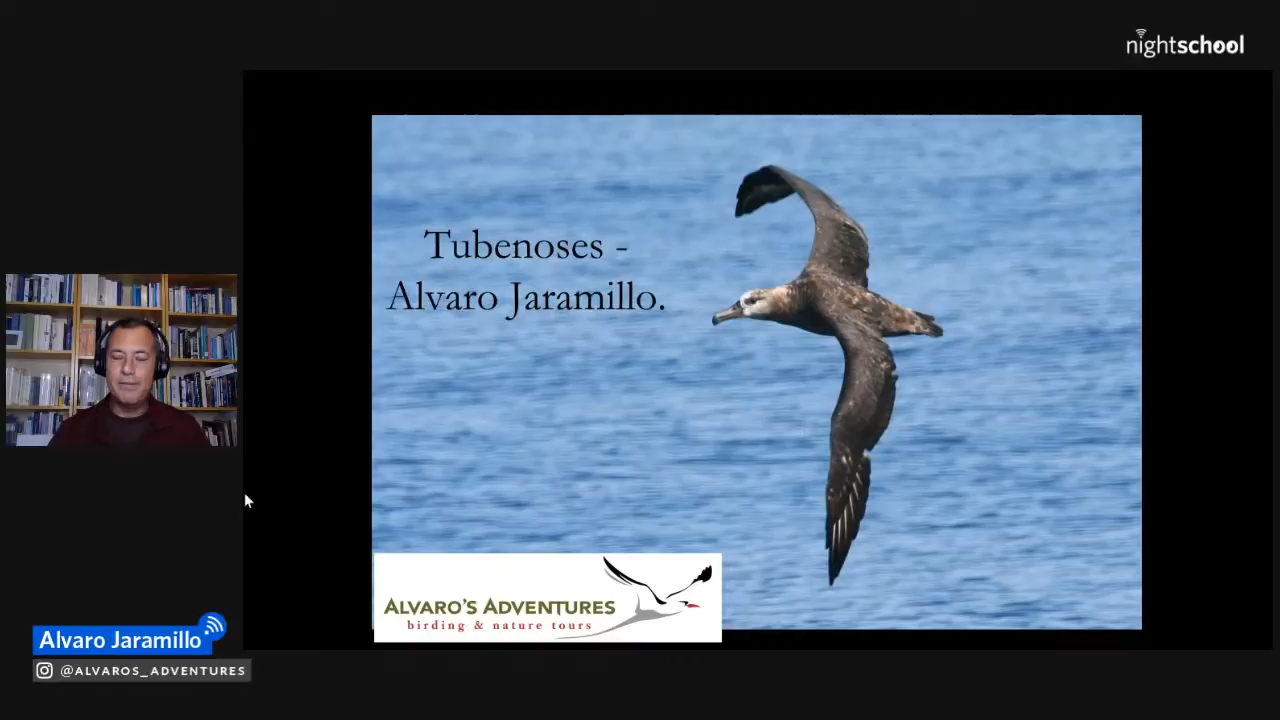 nightschool
Tubenoses -
Alvaro Jaramillo.
ALVARO'S ADVENTURES
birding & nature tours
Alvaro Jaramillo
@ALVAROS_ADVENTURES